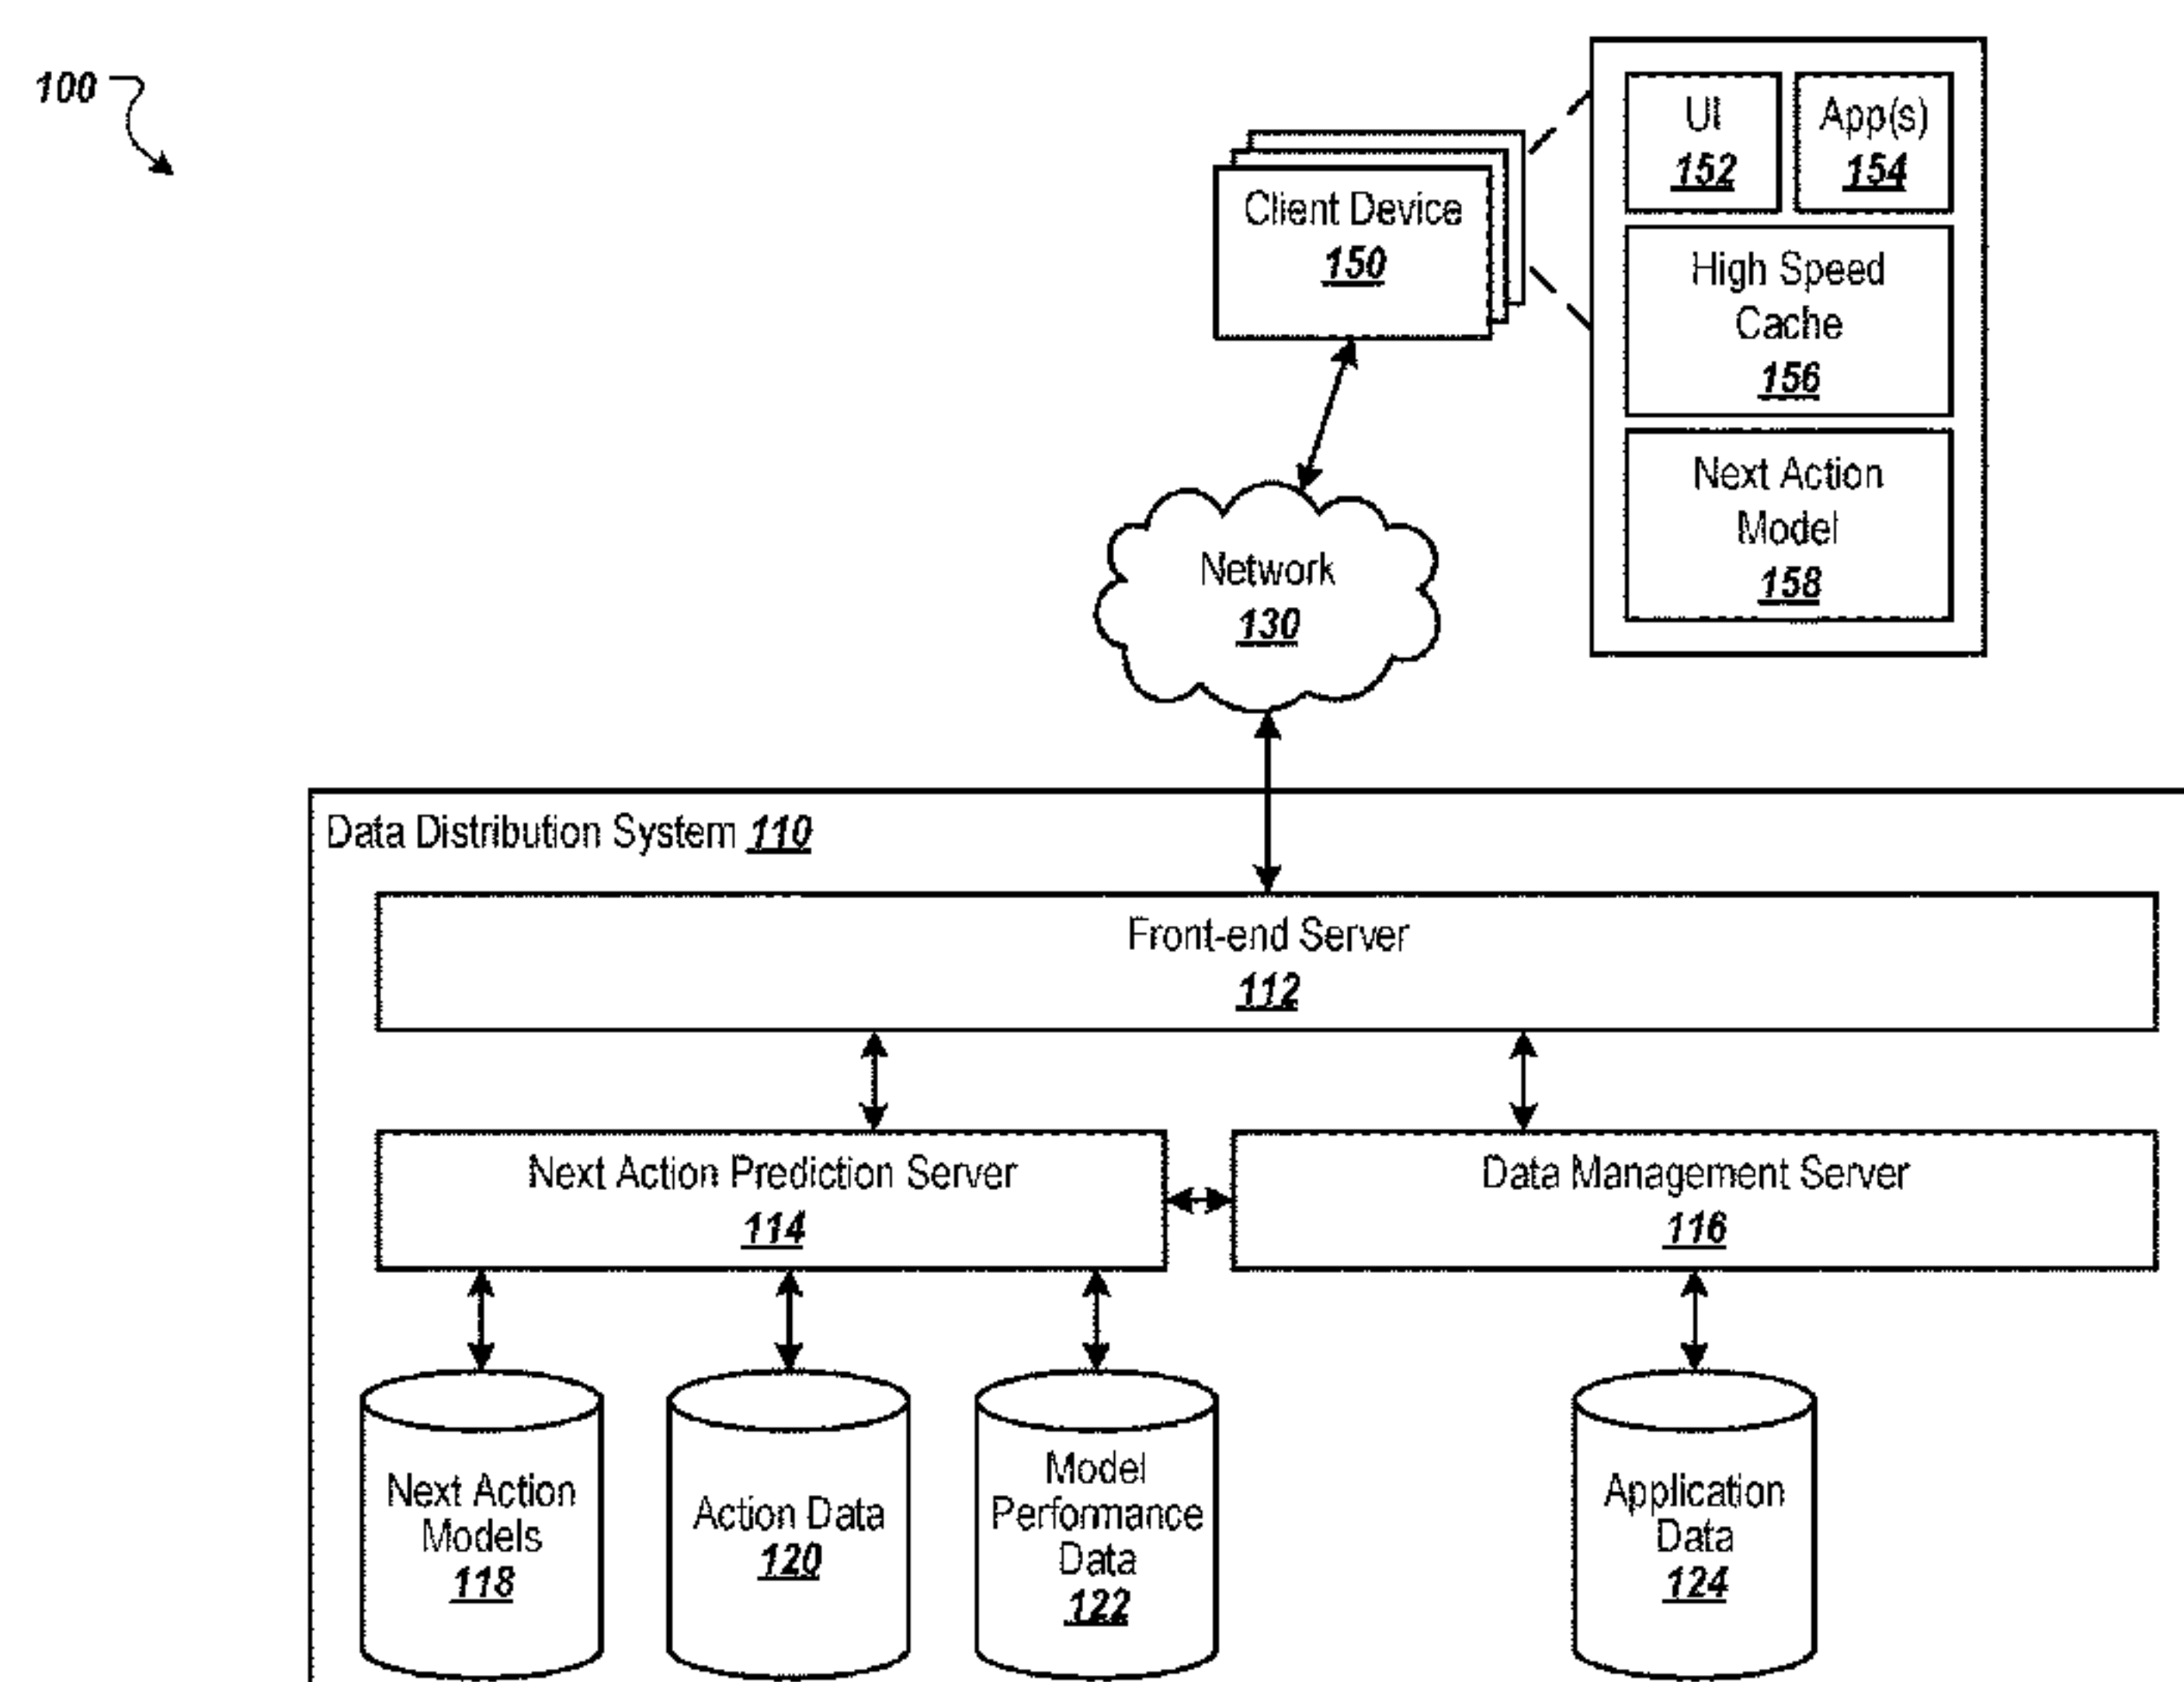 100
UI
152
App(s)
154
Client Device
150
High Speed
Cache
156
Next Action
Model
158
Network
130
Data Distribution System 110
Front-end Server
112
Next Action Prediction Server
114
Data Management Server
116
Next Action
Models
118
Action Data
120
Model
Performance
Data
122
Application
Data
124